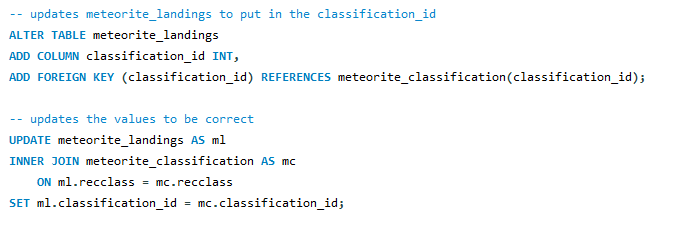 -- updates meteorite_landings to put in the classification_id
ALTER TABLE meteorite_landings
ADD COLUMN classification_id INT,
ADD FOREIGN KEY (classification_id) REFERENCES meteorite_classification(classification_id);

-- updates the values to be correct
UPDATE meteorite_landings AS ml
INNER JOIN meteorite_classification AS mc
    ON ml.recclass = mc.recclass
SET ml.classification_id = mc.classification_id;